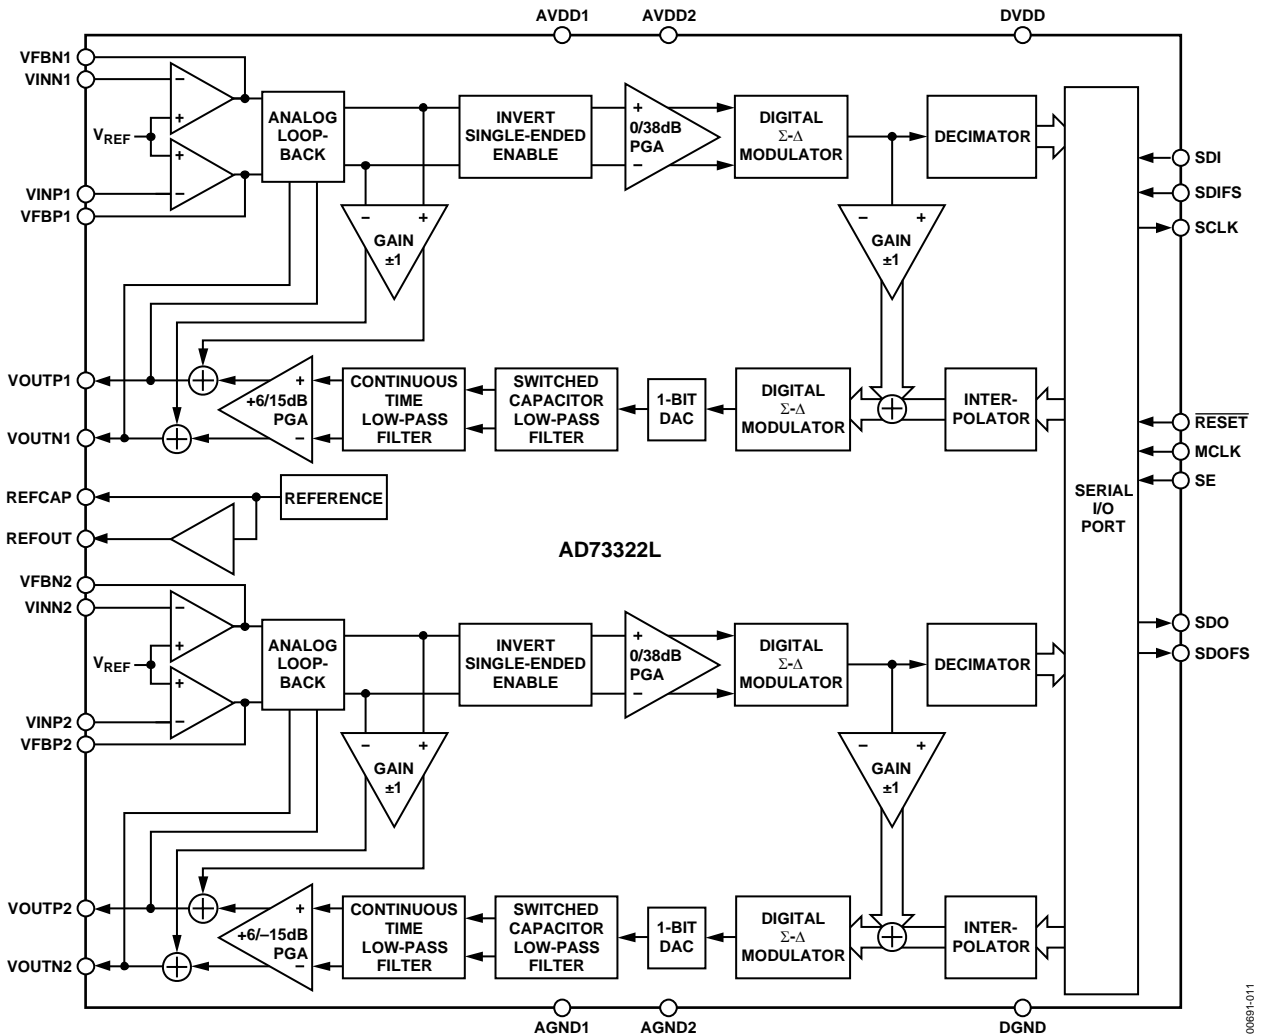 AVDD1 AVDD2 DVDD
VFBN1
VINN1
VREF
VINP1
VFBP1
ANALOG
LOOP-
BACK
INVERT
SINGLE-ENDED
ENABLE
+
0/38dB
PGA
−
DIGITAL
Σ-Δ
MODULATOR
DECIMATOR
− +
GAIN
±1
− +
GAIN
±1
SDI
SDIFS
SCLK
VOUTP1
VOUTN1
+
+6/15dB
PGA
−
CONTINUOUS
TIME
LOW-PASS
FILTER
SWITCHED
CAPACITOR
LOW-PASS
FILTER
1-BIT
DAC
DIGITAL
Σ-Δ
MODULATOR
INTER-
POLATOR
RESET
MCLK
SE
REFCAP
REFOUT
REFERENCE
AD73322L
SERIAL
I/O
PORT
VFBN2
VINN2
VREF
VINP2
VFBP2
ANALOG
LOOP-
BACK
INVERT
SINGLE-ENDED
ENABLE
+
0/38dB
PGA
−
DIGITAL
Σ-Δ
MODULATOR
DECIMATOR
− +
GAIN
±1
− +
GAIN
±1
SDO
SDOFS
VOUTP2
VOUTN2
+
+6/–15dB
PGA
−
CONTINUOUS
TIME
LOW-PASS
FILTER
SWITCHED
CAPACITOR
LOW-PASS
FILTER
1-BIT
DAC
DIGITAL
Σ-Δ
MODULATOR
INTER-
POLATOR
AGND1 AGND2 DGND
00691-011